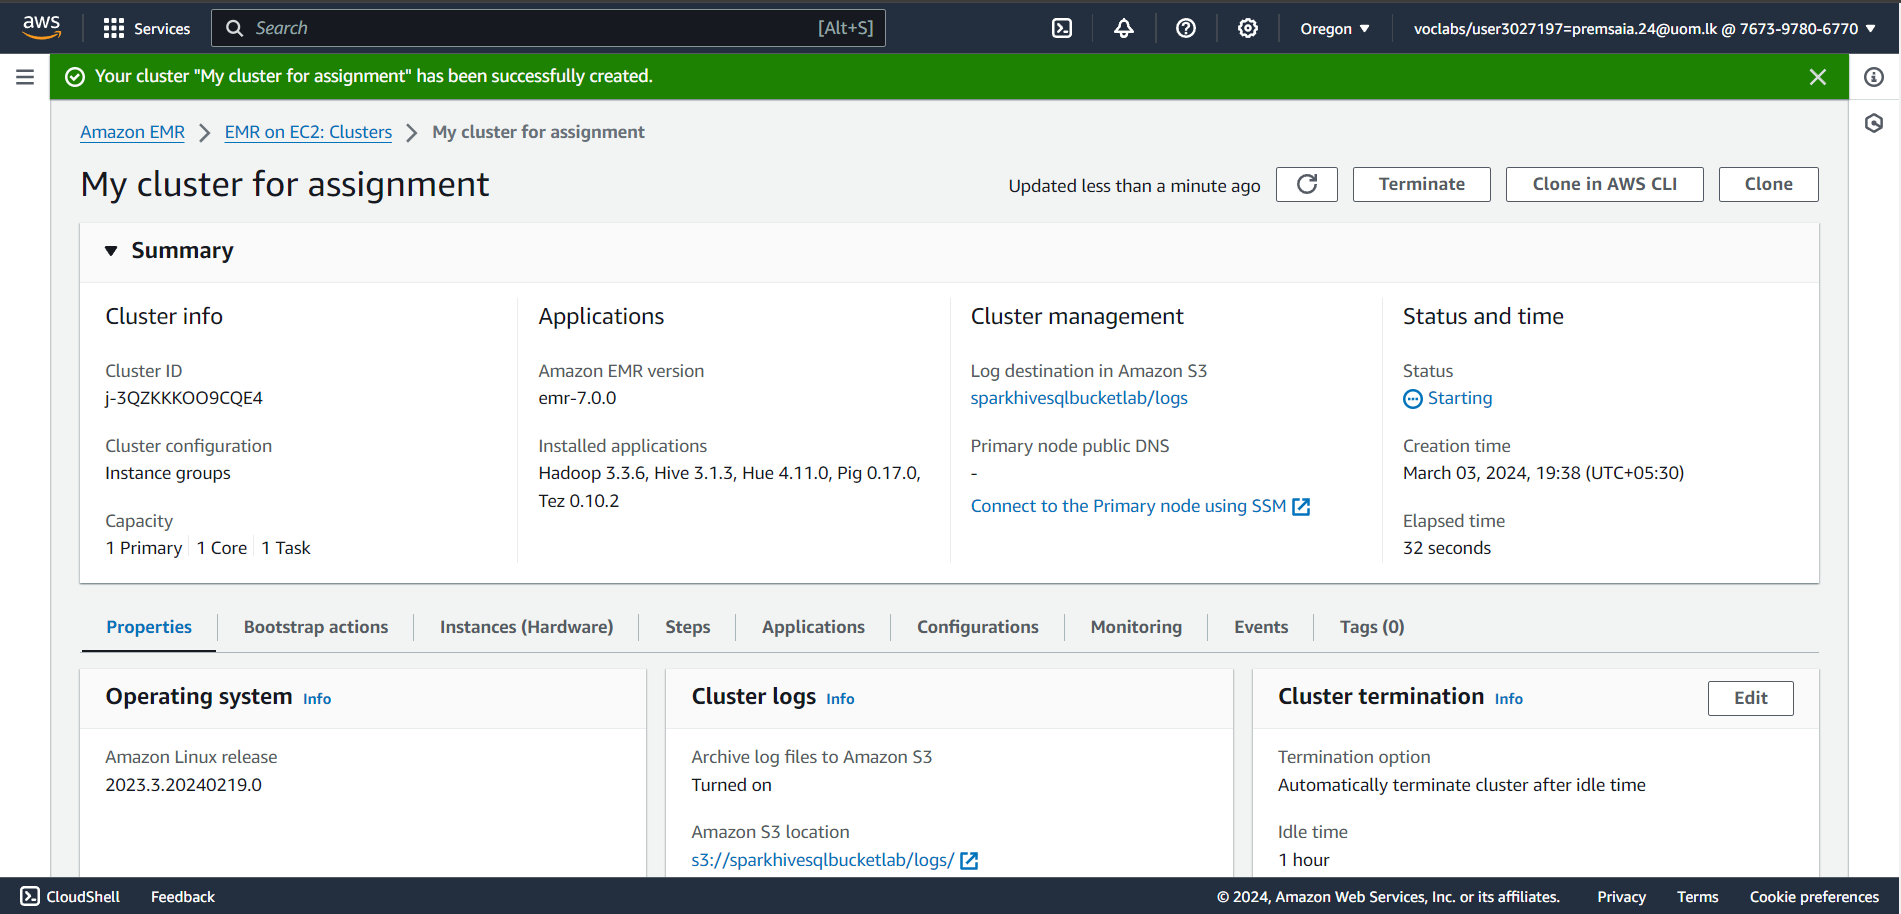 aws
Services
Search [Alt+S]
Oregon
voclabs/user3027197=premsaia.24@uom.lk @ 7673-9780-6770
Your cluster "My cluster for assignment" has been successfully created.
Amazon EMR
EMR on EC2: Clusters
My cluster for assignment
My cluster for assignment
Updated less than a minute ago
Terminate
Clone in AWS CLI
Clone
Summary
Cluster info
Cluster ID
j-3QZKKKOO9CQE4
Cluster configuration
Instance groups
Capacity
1 Primary 1 Core 1 Task
Applications
Amazon EMR version
emr-7.0.0
Installed applications
Hadoop 3.3.6, Hive 3.1.3, Hue 4.11.0, Pig 0.17.0,
Tez 0.10.2
Cluster management
Log destination in Amazon S3
sparkhivesqlbucketlab/logs
Primary node public DNS
-
Connect to the Primary node using SSM
Status and time
Status
Starting
Creation time
March 03, 2024, 19:38 (UTC+05:30)
Elapsed time
32 seconds
Properties
Bootstrap actions
Instances (Hardware)
Steps
Applications
Configurations
Monitoring
Events
Tags (0)
Operating system Info
Amazon Linux release
2023.3.20240219.0
Cluster logs Info
Archive log files to Amazon S3
Turned on
Amazon S3 location
s3://sparkhivesqlbucketlab/logs/
Cluster termination Info
Edit
Termination option
Automatically terminate cluster after idle time
Idle time
1 hour
CloudShell
Feedback
© 2024, Amazon Web Services, Inc. or its affiliates.
Privacy
Terms
Cookie preferences